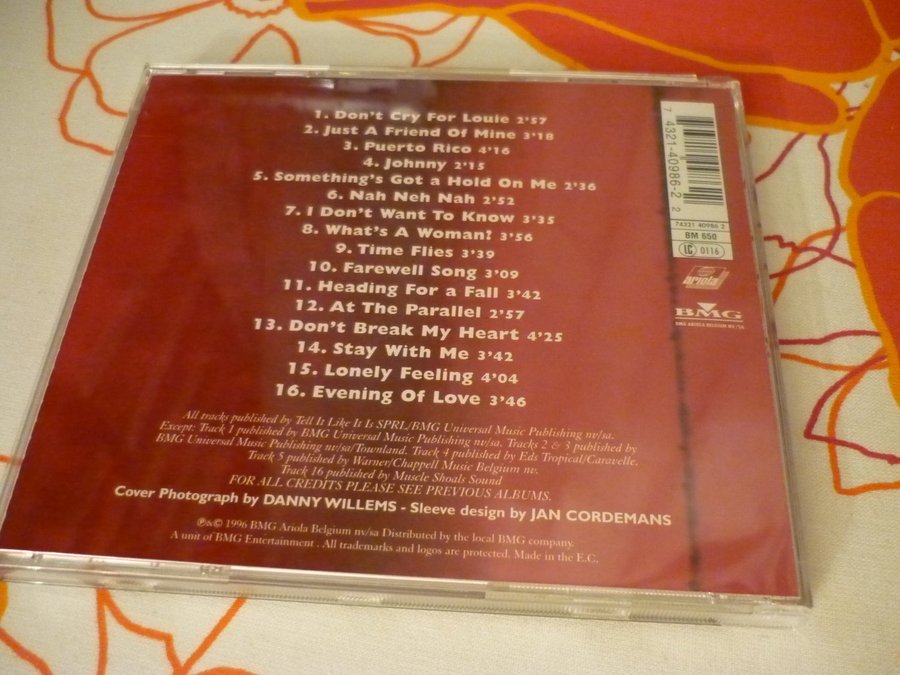 1. Don't Cry For Louie 2'57
2. Just A Friend Of Mine 3'18
3. Puerto Rico 4'16
4. Johnny 2'15
5. Something's Got a Hold On Me 2'36
6. Nah Neh Nah 2'52
7. I Don't Want To Know 3'35
8. What's A Woman? 3'56
9. Time Flies 3'39
10. Farewell Song 3'09
11. Heading For a Fall 3'42
12. At The Parallel 2'57
13. Don't Break My Heart 4'25
14. Stay With Me 3'42
15. Lonely Feeling 4'04
16. Evening Of Love 3'46
All tracks published by Tell It Like It Is SPRL/BMG Universal Music Publishing nv/sa.
Except: Track 1 published by BMG Universal Music Publishing nv/sa. Tracks 2 & 3 published by
BMG Universal Music Publishing nv/sa/Townland. Track 4 published by Eds Tropical/Caravelle.
Track 5 published by Warner/Chappell Music Belgium nv.
Track 16 published by Muscle Shoals Sound
FOR ALL CREDITS PLEASE SEE PREVIOUS ALBUMS.
Cover Photograph by DANNY WILLEMS - Sleeve design by JAN CORDEMANS
℗&© 1996 BMG Ariola Belgium nv/sa Distributed by the local BMG company.
A unit of BMG Entertainment . All trademarks and logos are protected. Made in the E.C.
7 4321-40986-2 2
74321 40986 2
BM 650
LC 0116
ariola
BMG
BMG ARIOLA BELGIUM NV/SA